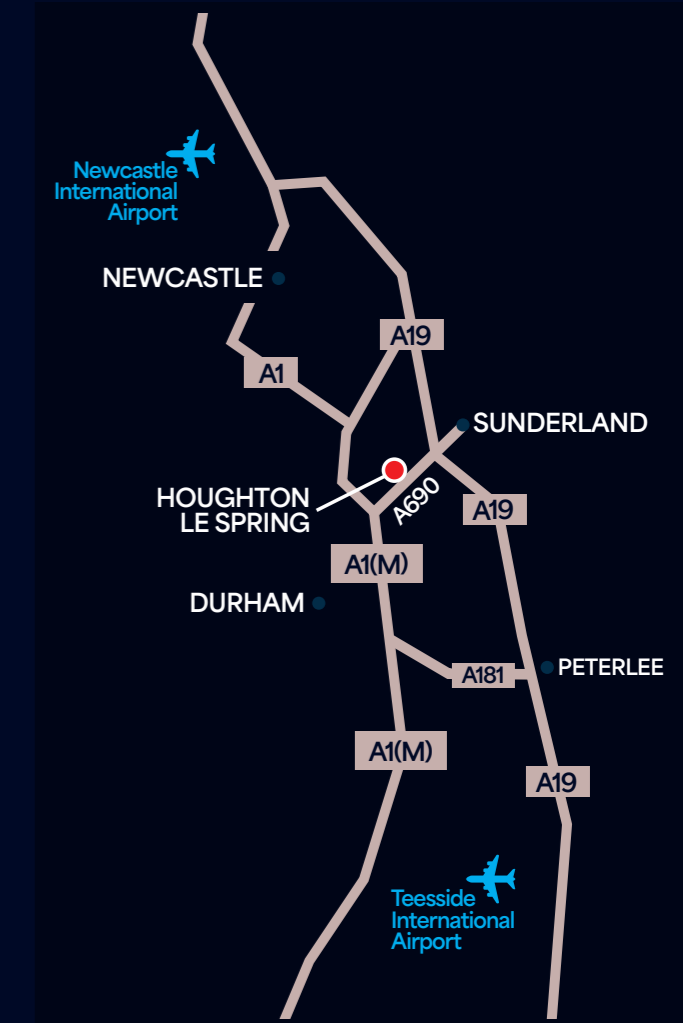 Newcastle
International
Airport
NEWCASTLE
A19
A1
SUNDERLAND
HOUGHTON
LE SPRING
A690
A19
A1(M)
DURHAM
PETERLEE
A181
A1(M)
A19
Teesside
International
Airport